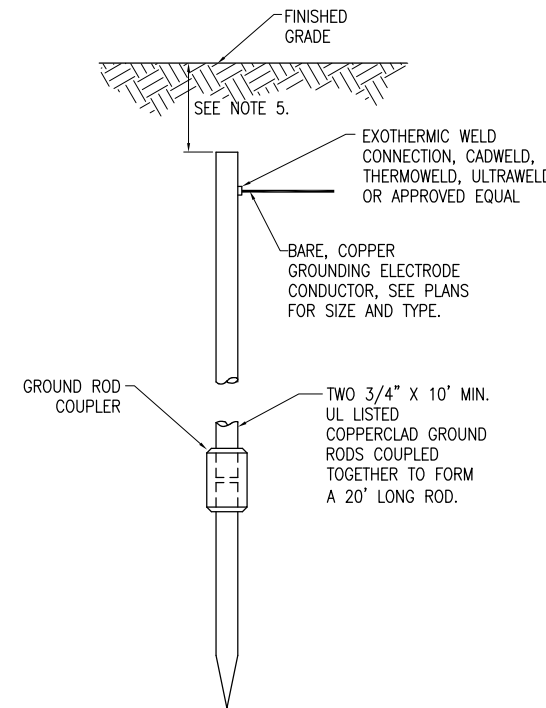 FINISHED
GRADE
SEE NOTE 5.
EXOTHERMIC WELD
CONNECTION, CADWELD,
THERMOWELD, ULTRAWELD
OR APPROVED EQUAL
BARE, COPPER
GROUNDING ELECTRODE
CONDUCTOR, SEE PLANS
FOR SIZE AND TYPE.
GROUND ROD
COUPLER
TWO 3/4" X 10' MIN.
UL LISTED
COPPERCLAD GROUND
RODS COUPLED
TOGETHER TO FORM
A 20' LONG ROD.